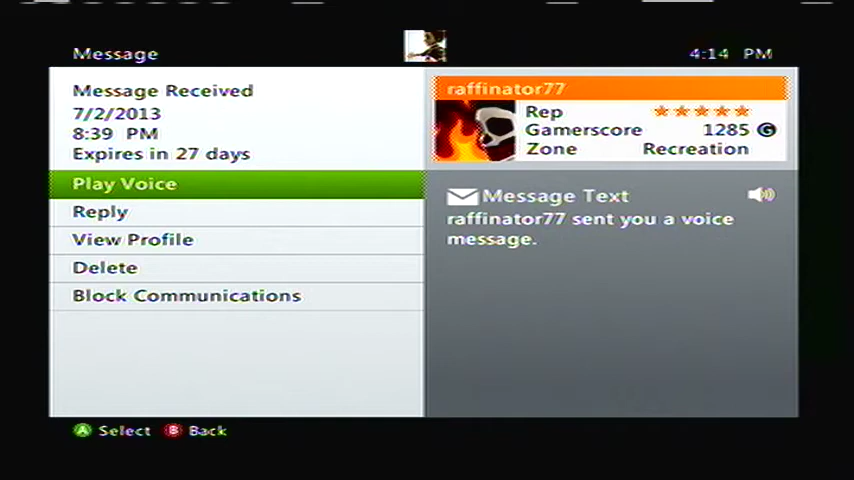 Message
4:14 PM
Message Received
7/2/2013
8:39 PM
Expires in 27 days
Play Voice
Reply
View Profile
Delete
Block Communications
raffinator77
Rep
Gamerscore 1285 G
Zone Recreation
Message Text
raffinator77 sent you a voice
message.
A Select B Back